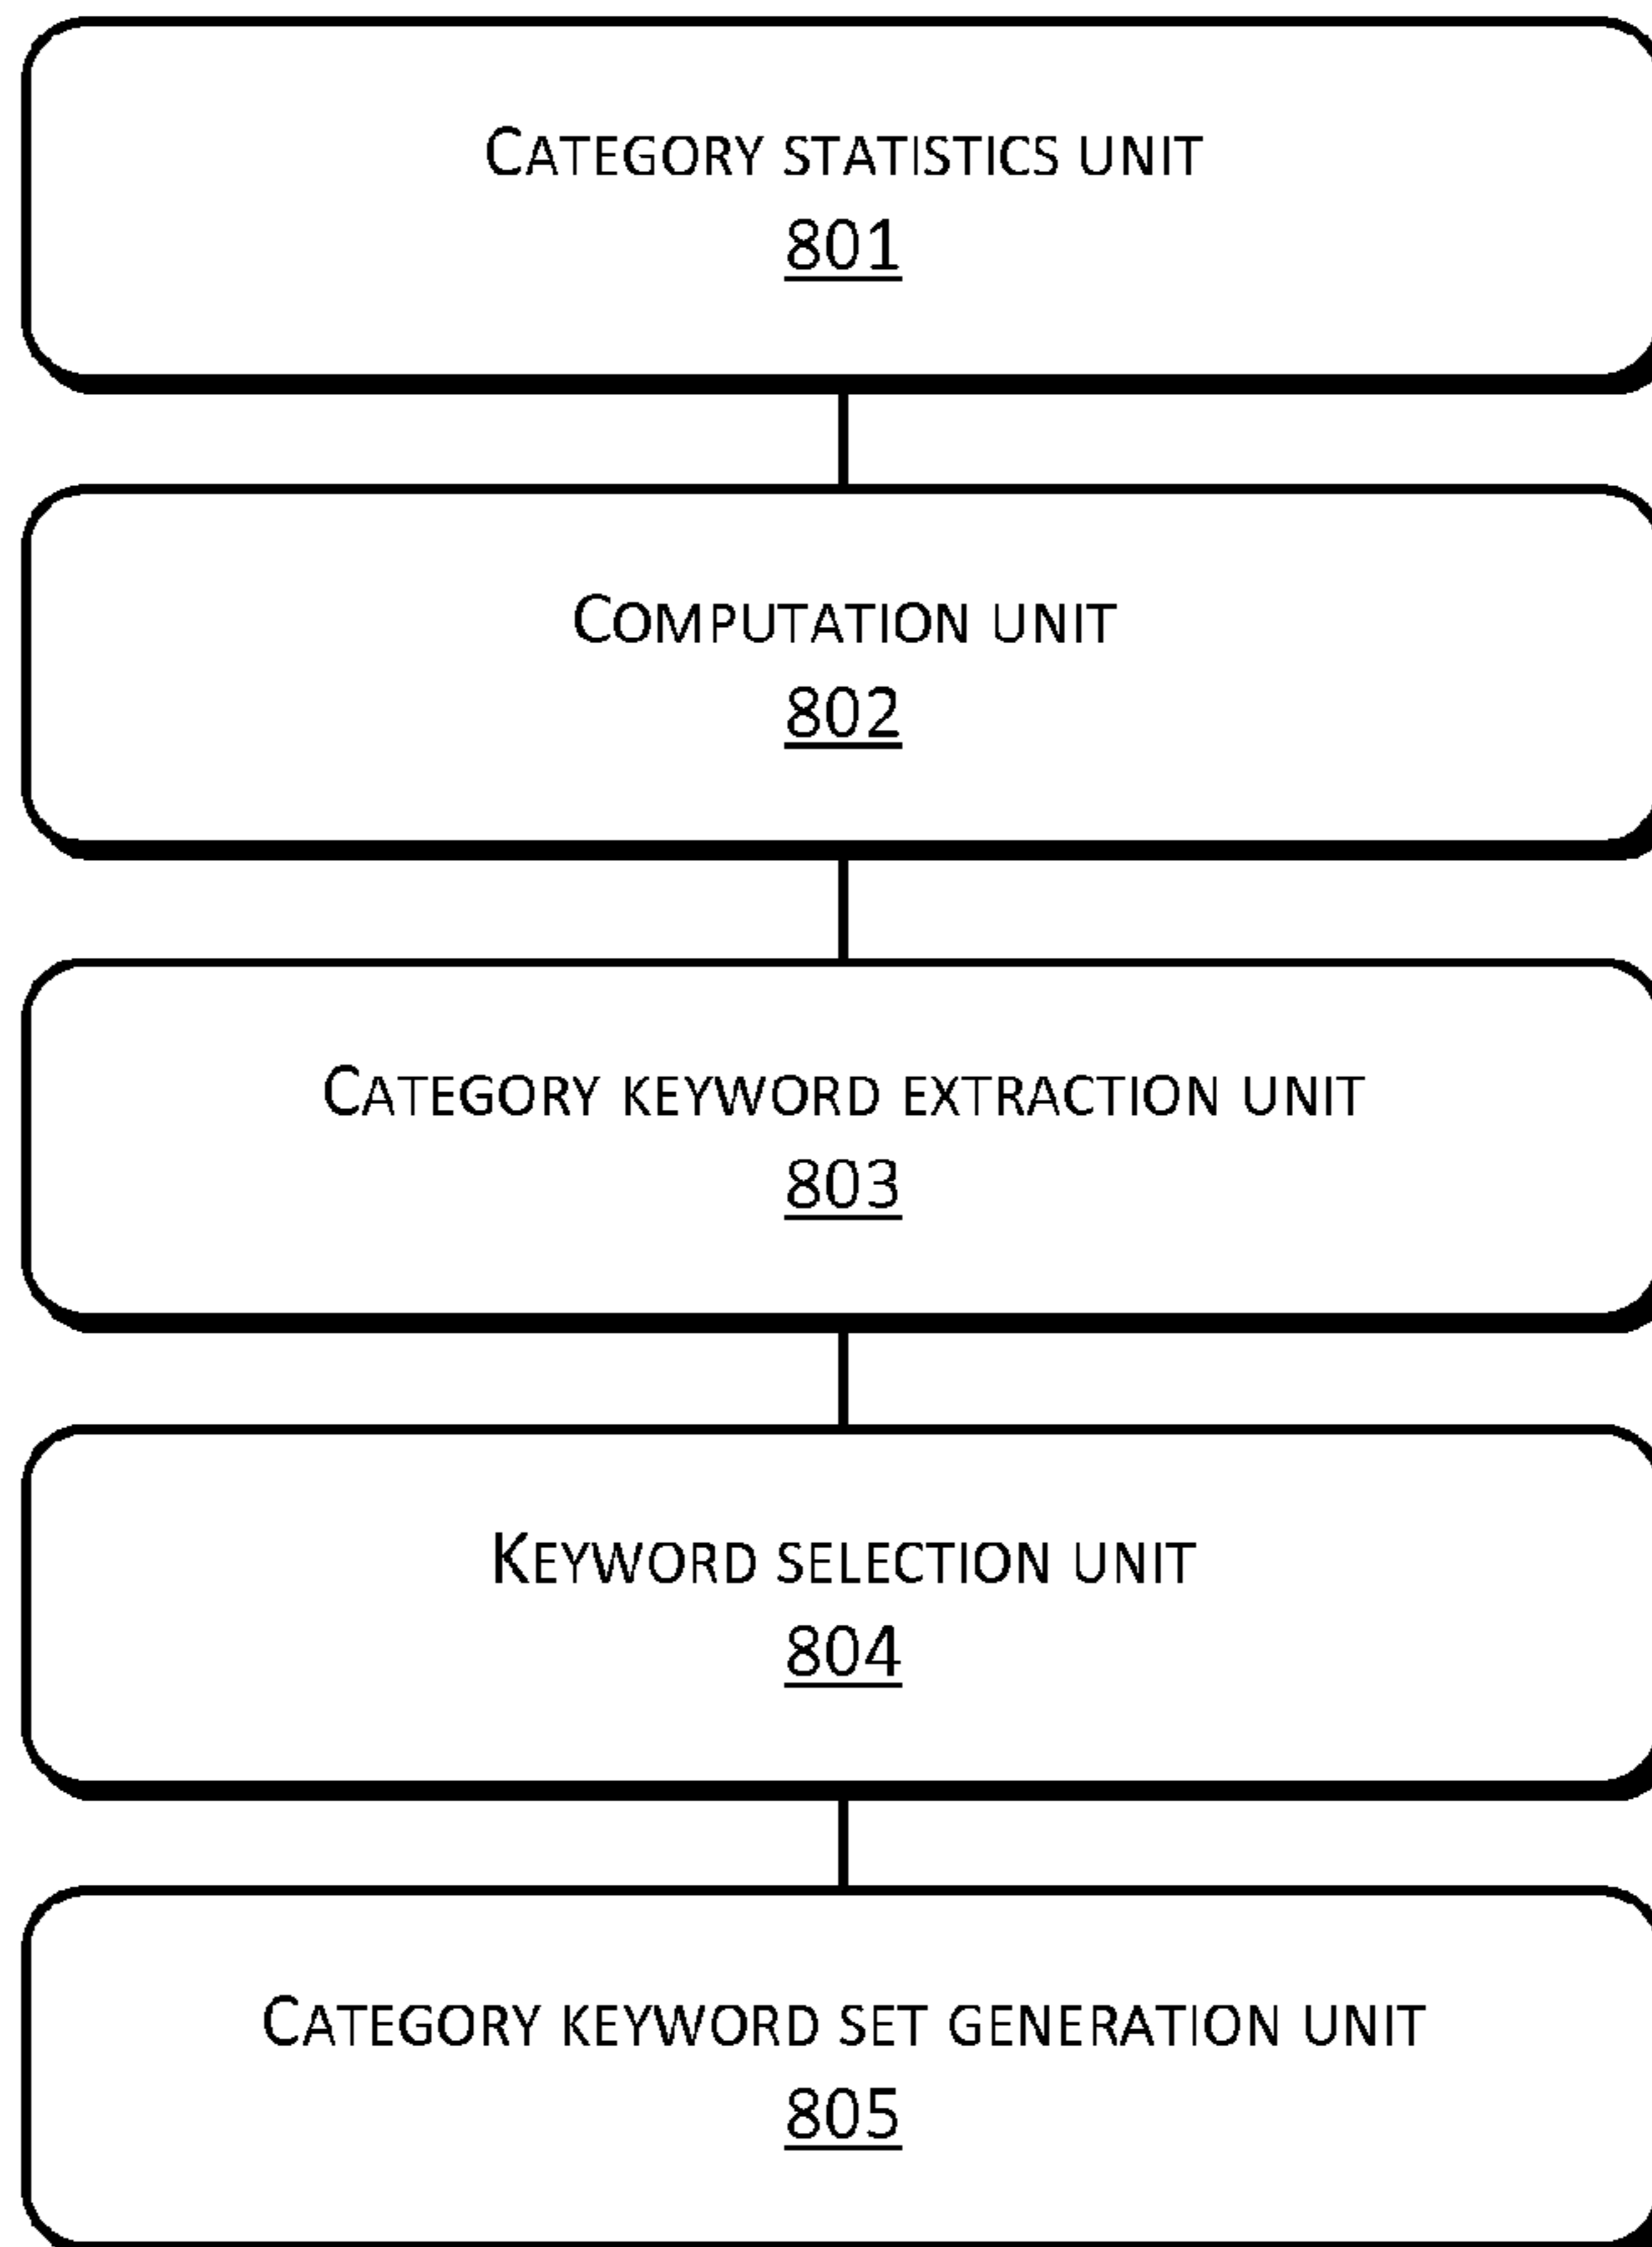 Category statistics unit
801
Computation unit
802
Category keyword extraction unit
803
Keyword selection unit
804
Category keyword set generation unit
805